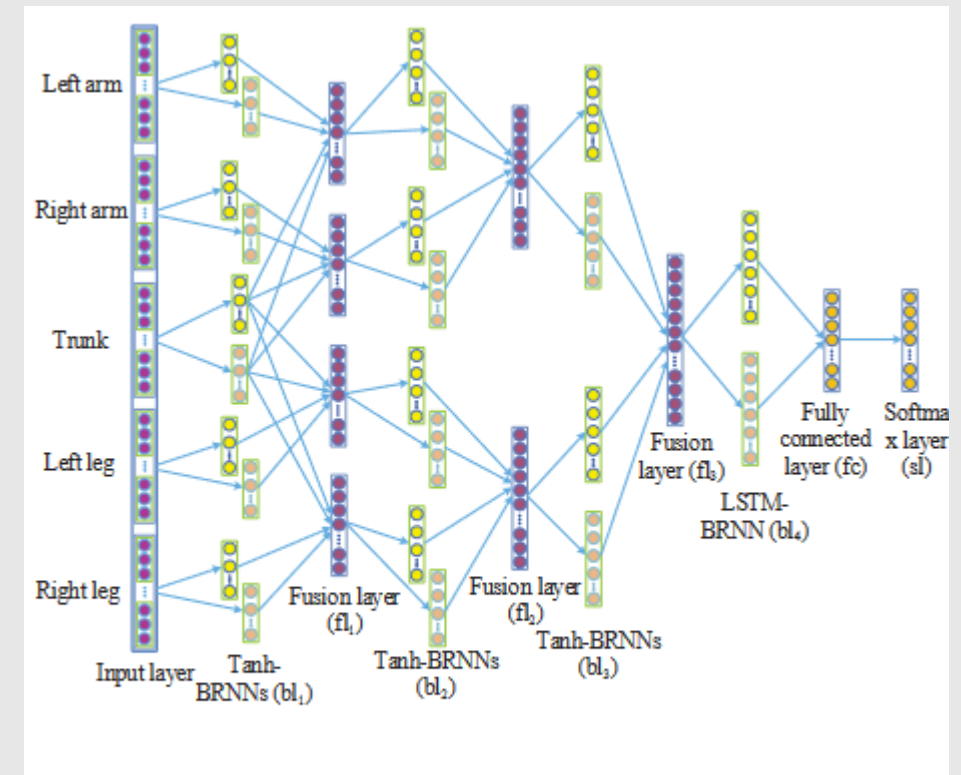 Left arm
Right arm
Trunk
Left leg
Right leg
Input layer
Tanh-
BRNNs (bl₁)
Fusion layer
(fl₁)
Tanh-BRNNs
(bl₂)
Fusion layer
(fl₂)
Tanh-BRNNs
(bl₃)
Fusion
layer (fl₃)
LSTM-
BRNN (bl₄)
Fully
connected
layer (fc)
Softma
x layer
(sl)